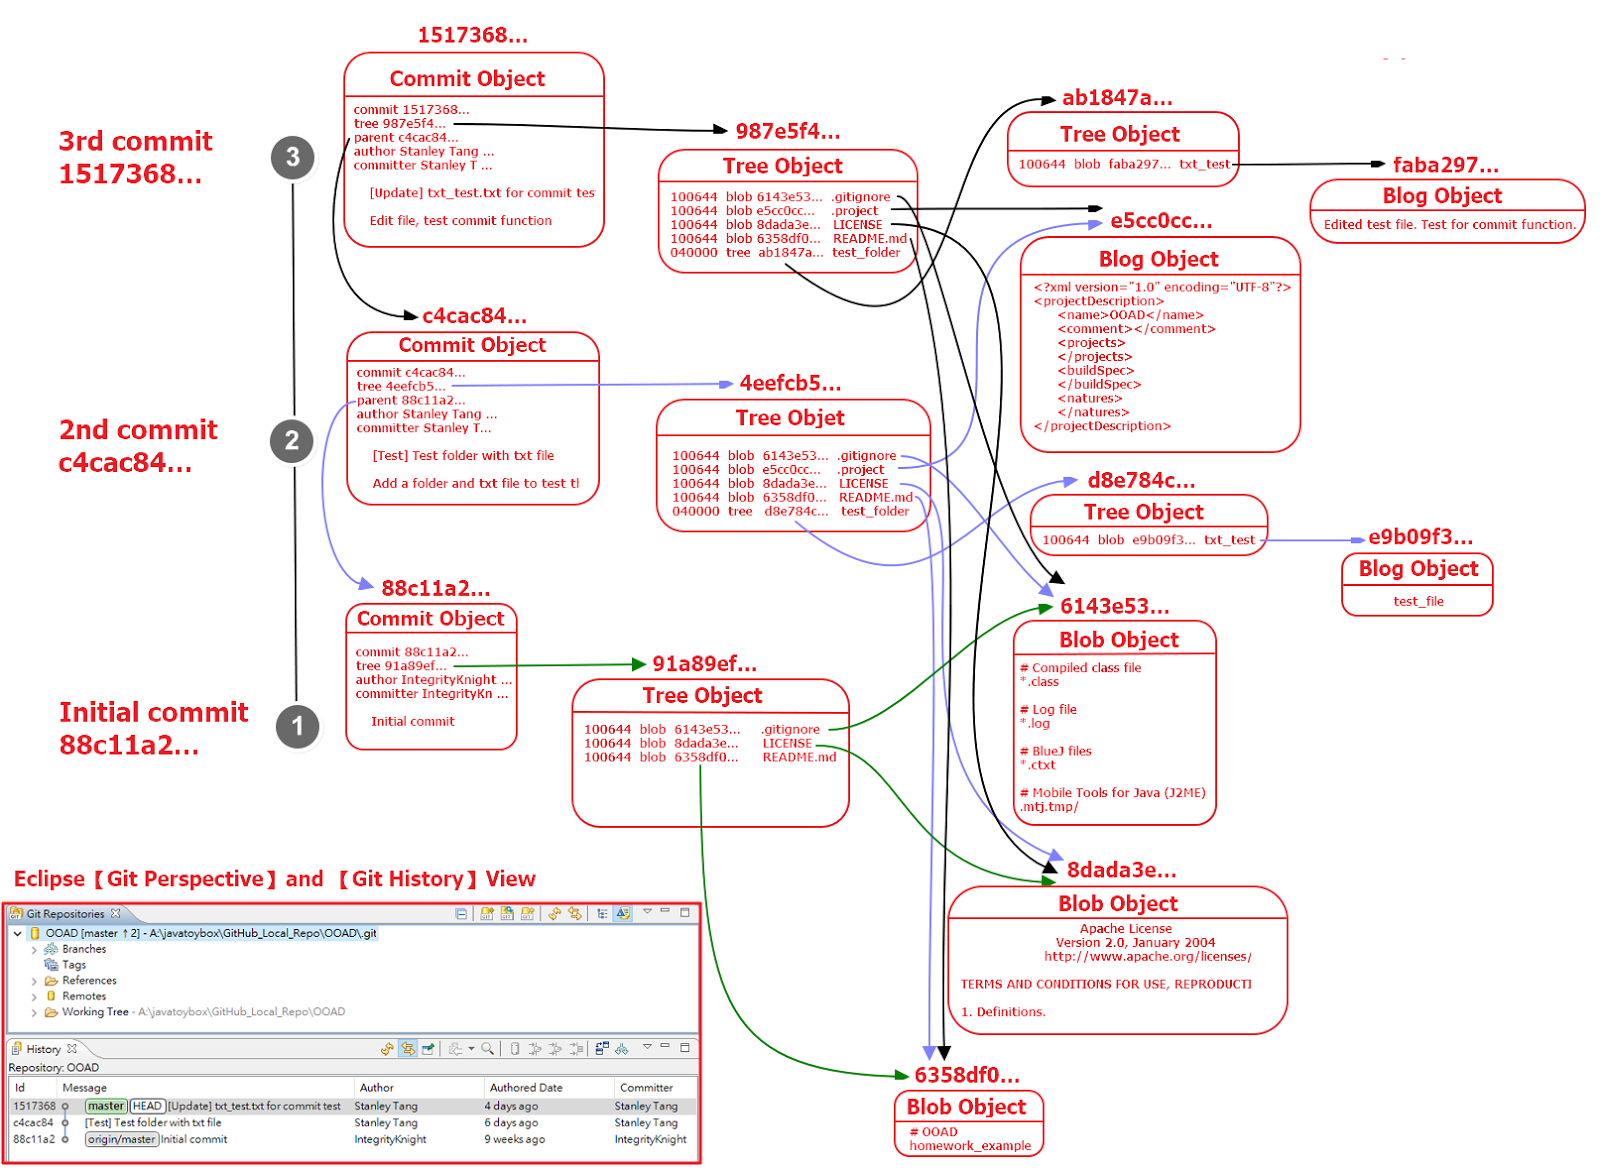 1517368...
Commit Object
commit 1517368...
tree 987e5f4...
parent c4cac84...
author Stanley Tang ...
committer Stanley T ...
[Update] txt_test.txt for commit tes
Edit file, test commit function
3rd commit
1517368...
3
987e5f4...
Tree Object
100644 blob 6143e53... .gitignore
100644 blob e5cc0cc... .project
100644 blob 8dada3e... LICENSE
100644 blob 6358df0... README.md
040000 tree ab1847a... test_folder
ab1847a...
Tree Object
100644 blob faba297... txt_test
faba297...
Blog Object
Edited test file. Test for commit function.
e5cc0cc...
Blog Object
<?xml version="1.0" encoding="UTF-8"?>
<projectDescription>
<name>OOAD</name>
<comment></comment>
<projects>
</projects>
<buildSpec>
</buildSpec>
<natures>
</natures>
</projectDescription>
c4cac84...
Commit Object
commit c4cac84...
tree 4eefcb5...
parent 88c11a2...
author Stanley Tang ...
committer Stanley T...
[Test] Test folder with txt file
Add a folder and txt file to test tl
2nd commit
c4cac84...
2
4eefcb5...
Tree Objet
100644 blob 6143e53... .gitignore
100644 blob e5cc0cc... .project
100644 blob 8dada3e... LICENSE
100644 blob 6358df0... README.md
040000 tree d8e784c... test_folder
d8e784c...
Tree Object
100644 blob e9b09f3... txt_test
e9b09f3...
Blog Object
test_file
88c11a2...
Commit Object
commit 88c11a2...
tree 91a89ef...
author IntegrityKnight ...
committer IntegrityKn ...
Initial commit
Initial commit
88c11a2...
1
91a89ef...
Tree Object
100644 blob 6143e53... .gitignore
100644 blob 8dada3e... LICENSE
100644 blob 6358df0... README.md
6143e53...
Blob Object
# Compiled class file
*.class
# Log file
*.log
# BlueJ files
*.ctxt
# Mobile Tools for Java (J2ME)
.mtj.tmp/
8dada3e...
Blob Object
Apache License
Version 2.0, January 2004
http://www.apache.org/licenses/
TERMS AND CONDITIONS FOR USE, REPRODUCTI
1. Definitions.
6358df0...
Blob Object
# OOAD
homework_example
Eclipse【Git Perspective】and 【Git History】View
Git Repositories
OOAD [master ↑2] - A:\javatoybox\GitHub_Local_Repo\OOAD\.git
Branches
Tags
References
Remotes
Working Tree - A:\javatoybox\GitHub_Local_Repo\OOAD
History
Repository: OOAD
Id Message Author Authored Date Committer
1517368 master HEAD [Update] txt_test.txt for commit test Stanley Tang 4 days ago Stanley Tang
c4cac84 [Test] Test folder with txt file Stanley Tang 6 days ago Stanley Tang
88c11a2 origin/master Initial commit IntegrityKnight 9 weeks ago IntegrityKnight